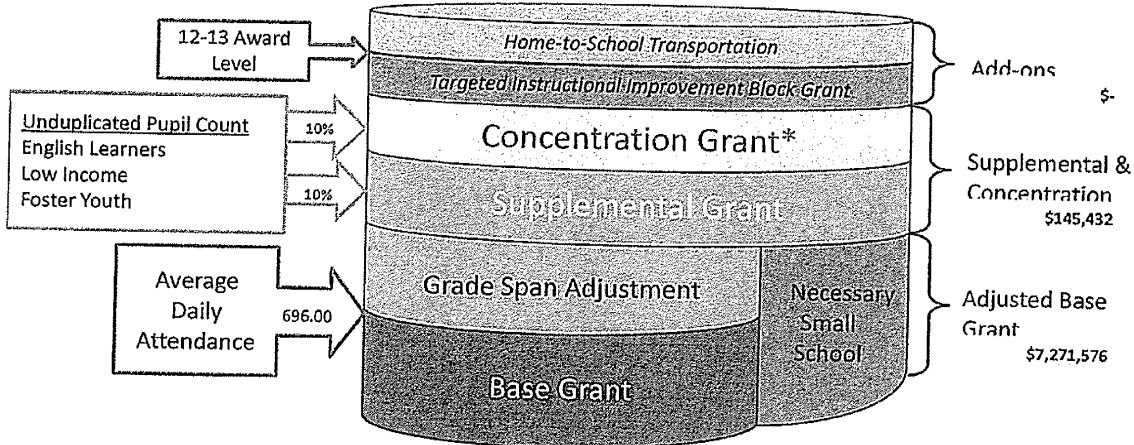 12-13 Award
Level
Home-to-School Transportation
Targeted Instructional Improvement Block Grant
Add-ons
$-
Unduplicated Pupil Count
English Learners
Low Income
Foster Youth
10%
10%
Concentration Grant*
Supplemental Grant
Supplemental &
Concentration
$145,432
Average
Daily
Attendance
696.00
Grade Span Adjustment
Base Grant
Necessary
Small
School
Adjusted Base
Grant
$7,271,576